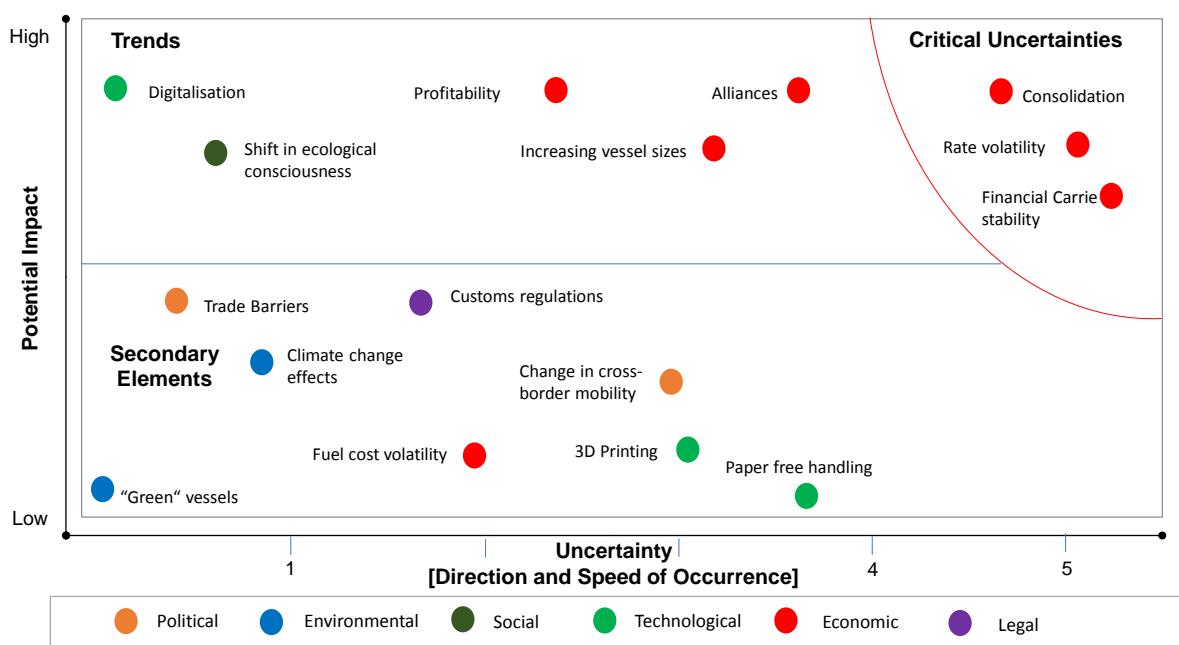 High
Trends
Critical Uncertainties
Digitalisation
Profitability
Alliances
Consolidation
Shift in ecological
consciousness
Increasing vessel sizes
Rate volatility
Financial Carrie
stability
Potential Impact
Trade Barriers
Customs regulations
Secondary
Elements
Climate change
effects
Change in cross-
border mobility
Fuel cost volatility
3D Printing
Paper free handling
“Green“ vessels
Low
1
Uncertainty
[Direction and Speed of Occurrence]
4
5
Political
Environmental
Social
Technological
Economic
Legal